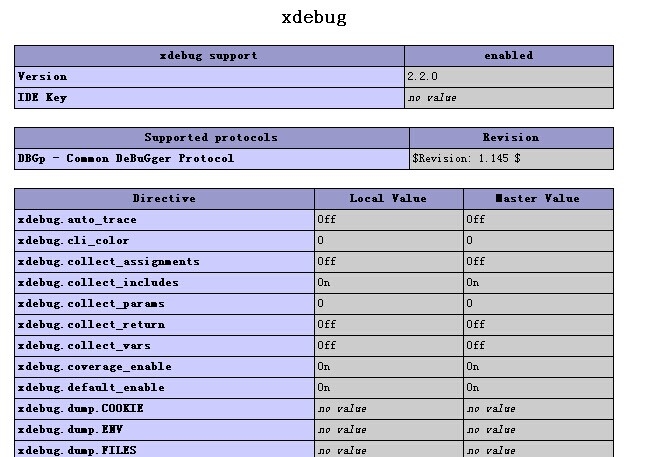 xdebug
xdebug support enabled
Version 2.2.0
IDE Key no value
Supported protocols Revision
DBGp - Common DeBuGger Protocol $Revision: 1.145 $
Directive Local Value Master Value
xdebug.auto_trace Off Off
xdebug.cli_color 0 0
xdebug.collect_assignments Off Off
xdebug.collect_includes On On
xdebug.collect_params 0 0
xdebug.collect_return Off Off
xdebug.collect_vars Off Off
xdebug.coverage_enable On On
xdebug.default_enable On On
xdebug.dump.COOKIE no value no value
xdebug.dump.ENV no value no value
xdebug.dump.FILES no value no value